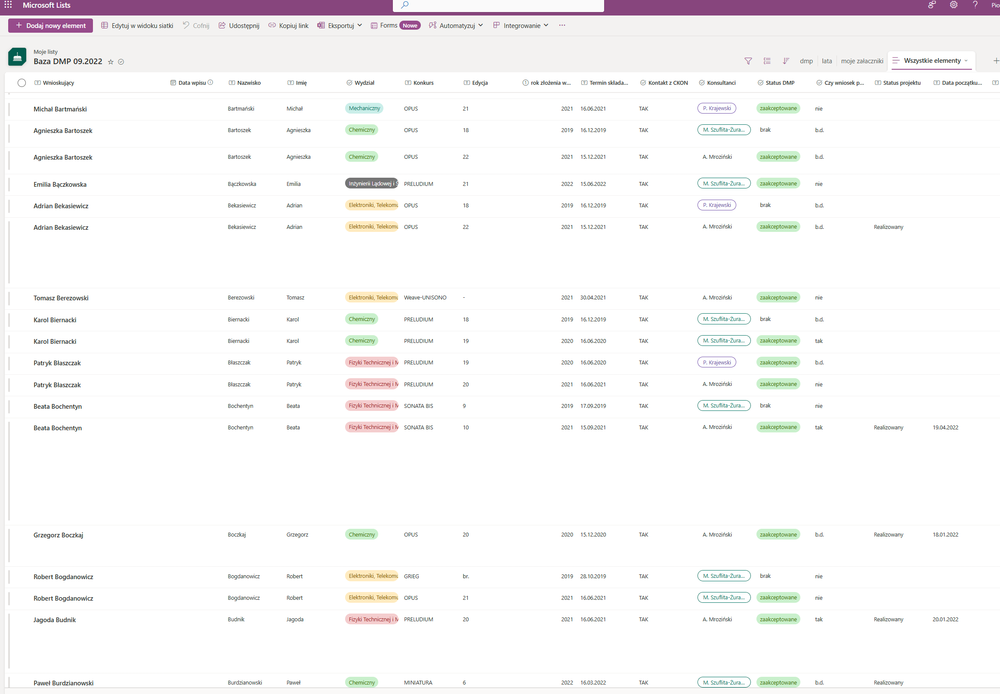 Microsoft Lists
Pio
Dodaj nowy element Edytuj w widoku siatki Cofnij Udostępnij Kopiuj link Eksportuj Forms Nowe Automatyzuj Integrowanie ...
Moje listy
Baza DMP 09.2022
dmp lata moje załaczniki Wszystkie elementy
Wnioskujący Data wpisu Nazwisko Imię Wydział Konkurs Edycja rok złożenia w... Termin składa... Kontakt z CKON Konsultanci Status DMP Czy wniosek p... Status projektu Data początku...
Michał Bartmański Bartmański Michał Mechaniczny OPUS 21 2021 16.06.2021 TAK P. Krajewski zaakceptowane nie
Agnieszka Bartoszek Bartoszek Agnieszka Chemiczny OPUS 18 2019 16.12.2019 TAK M. Szuflita-Żura... brak b.d.
Agnieszka Bartoszek Bartoszek Agnieszka Chemiczny OPUS 22 2021 15.12.2021 TAK A. Mroziński zaakceptowane b.d.
Emilia Bączkowska Bączkowska Emilia Inżynierii Lądowej i Ś PRELUDIUM 21 2022 15.06.2022 TAK M. Szuflita-Żura... zaakceptowane nie
Adrian Bekasiewicz Bekasiewicz Adrian Elektroniki, Telekomu OPUS 18 2019 16.12.2019 TAK P. Krajewski brak b.d.
Adrian Bekasiewicz Bekasiewicz Adrian Elektroniki, Telekomu OPUS 22 2021 15.12.2021 TAK A. Mroziński zaakceptowane b.d. Realizowany
Tomasz Berezowski Berezowski Tomasz Elektroniki, Telekomu Weave-UNISONO - 2021 30.04.2021 TAK A. Mroziński zaakceptowane nie
Karol Biernacki Biernacki Karol Chemiczny PRELUDIUM 18 2019 16.12.2019 TAK M. Szuflita-Żura... brak b.d.
Karol Biernacki Biernacki Karol Chemiczny PRELUDIUM 19 2020 16.06.2020 TAK M. Szuflita-Żura... zaakceptowane tak
Patryk Błaszczak Błaszczak Patryk Fizyki Technicznej i M PRELUDIUM 19 2020 16.06.2020 TAK P. Krajewski zaakceptowane b.d.
Patryk Błaszczak Błaszczak Patryk Fizyki Technicznej i M PRELUDIUM 20 2021 16.06.2021 TAK A. Mroziński zaakceptowane nie
Beata Bochentyn Bochentyn Beata Fizyki Technicznej i M SONATA BIS 9 2019 17.09.2019 TAK M. Szuflita-Żura... brak nie
Beata Bochentyn Bochentyn Beata Fizyki Technicznej i M SONATA BIS 10 2021 15.09.2021 TAK A. Mroziński zaakceptowane tak Realizowany 19.04.2022
Grzegorz Boczkaj Boczkaj Grzegorz Chemiczny OPUS 20 2020 15.12.2020 TAK A. Mroziński zaakceptowane b.d. Realizowany 18.01.2022
Robert Bogdanowicz Bogdanowicz Robert Elektroniki, Telekomu GRIEG br. 2019 28.10.2019 TAK M. Szuflita-Żura... brak nie
Robert Bogdanowicz Bogdanowicz Robert Elektroniki, Telekomu OPUS 21 2021 16.06.2021 TAK M. Szuflita-Żura... zaakceptowane nie
Jagoda Budnik Budnik Jagoda Fizyki Technicznej i M PRELUDIUM 20 2021 16.06.2021 TAK A. Mroziński zaakceptowane tak Realizowany 20.01.2022
Paweł Burdzianowski Burdzianowski Paweł Chemiczny MINIATURA 6 2022 16.03.2022 TAK M. Szuflita-Żura... zaakceptowane b.d. Realizowany